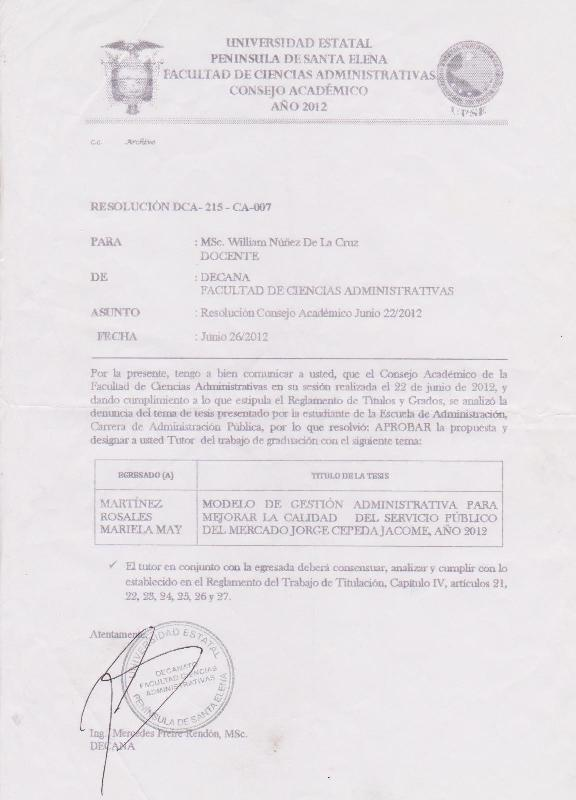 UNIVERSIDAD ESTATAL
PENINSULA DE SANTA ELENA
FACULTAD DE CIENCIAS ADMINISTRATIVAS
CONSEJO ACADÉMICO
AÑO 2012
UPSE
c.c. Archivo
RESOLUCIÓN DCA- 215 - CA-007
PARA : MSc. William Núñez De La Cruz
DOCENTE
DE : DECANA
FACULTAD DE CIENCIAS ADMINISTRATIVAS
ASUNTO : Resolución Consejo Académico Junio 22/2012
FECHA : Junio 26/2012
Por la presente, tengo a bien comunicar a usted, que el Consejo Académico de la
Facultad de Ciencias Administrativas en su sesión realizada el 22 de junio de 2012, y
dando cumplimiento a lo que estipula el Reglamento de Títulos y Grados, se analizó la
denuncia del tema de tesis presentado por la estudiante de la Escuela de Administración,
Carrera de Administración Pública, por lo que resolvió: APROBAR la propuesta y
designar a usted Tutor del trabajo de graduación con el siguiente tema:
EGRESADO (A) TITULO DE LA TESIS
MARTÍNEZ
ROSALES
MARIELA MAY
MODELO DE GESTIÓN ADMINISTRATIVA PARA
MEJORAR LA CALIDAD DEL SERVICIO PÚBLICO
DEL MERCADO JORGE CEPEDA JACOME, AÑO 2012
✓ El tutor en conjunto con la egresada deberá consensuar, analizar y cumplir con lo
establecido en el Reglamento del Trabajo de Titulación, Capítulo IV, artículos 21,
22, 23, 24, 25, 26 y 27.
Atentamente,
UNIVERSIDAD ESTATAL
DECANATO
FACULTAD CIENCIAS
ADMINISTRATIVAS
PENÍNSULA DE SANTA ELENA
Ing. Mercedes Freire Rendón, MSc.
DECANA